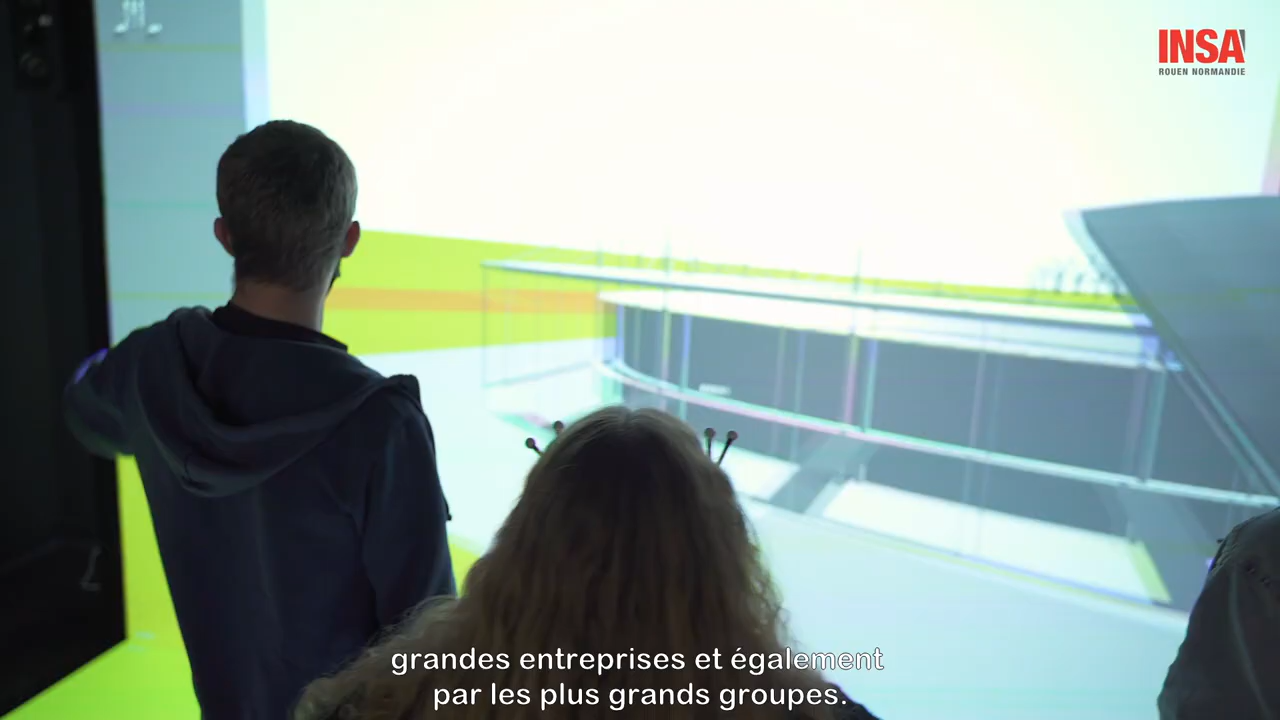 INSA
ROUEN NORMANDIE
grandes entreprises et également
par les plus grands groupes.